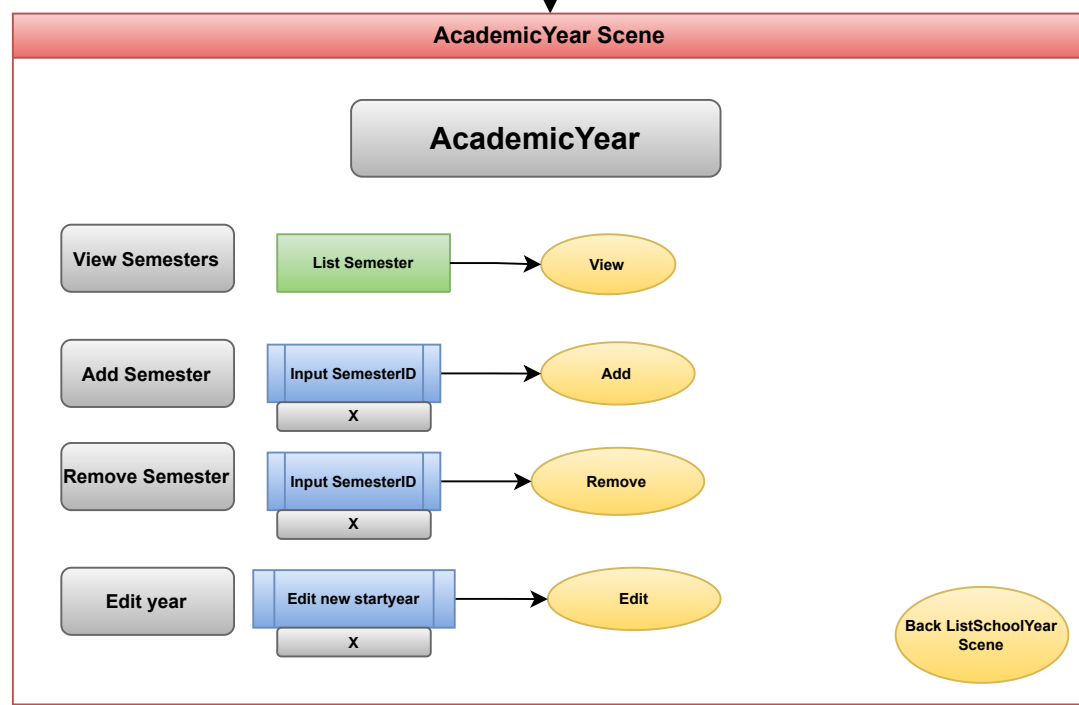 AcademicYear Scene
AcademicYear
View Semesters
List Semester
View
Add Semester
Input SemesterID
Add
X
Remove Semester
Input SemesterID
Remove
X
Edit year
Edit new startyear
Edit
X
Back ListSchoolYear
Scene